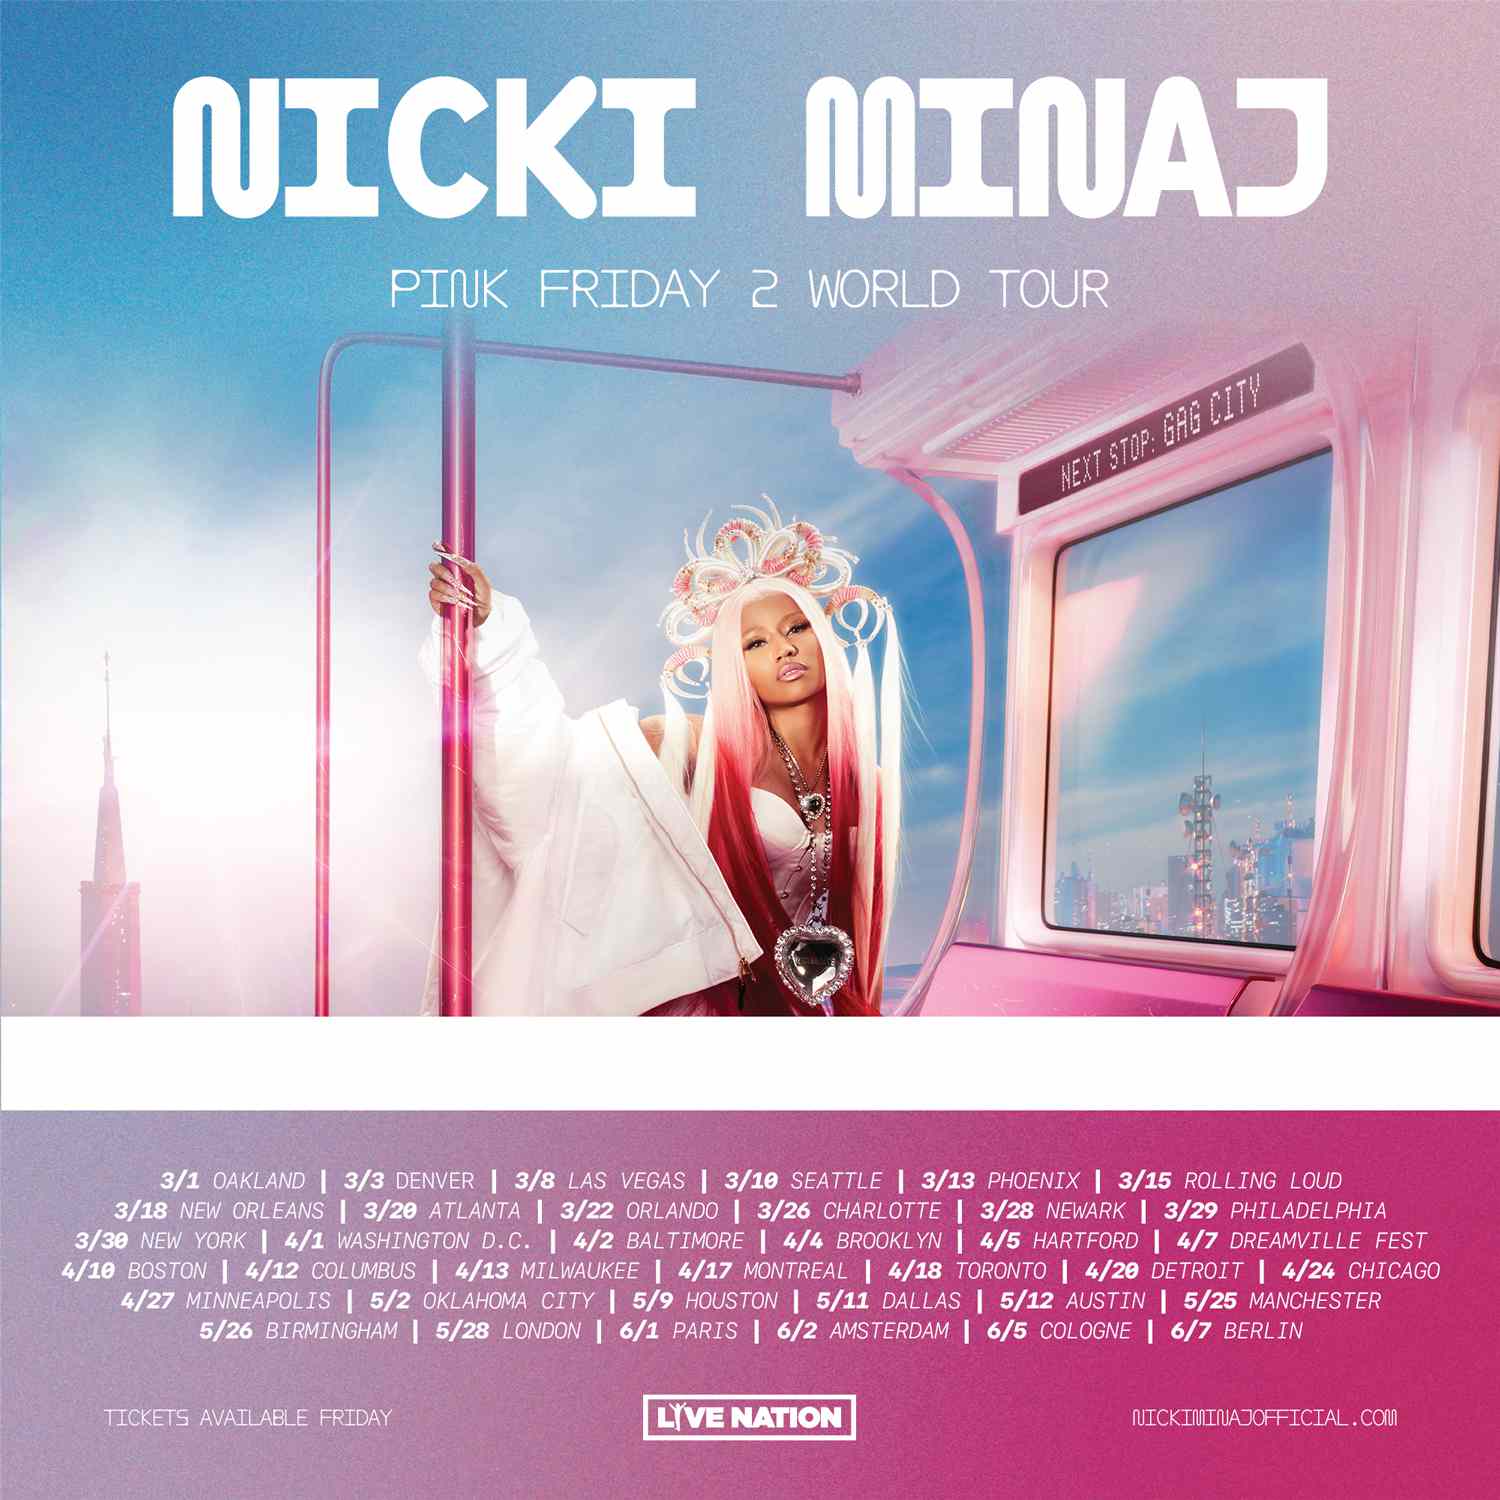 NICKI MINAJ
PINK FRIDAY 2 WORLD TOUR
NEXT STOP: GAG CITY
3/1 OAKLAND | 3/3 DENVER | 3/8 LAS VEGAS | 3/10 SEATTLE | 3/13 PHOENIX | 3/15 ROLLING LOUD
3/18 NEW ORLEANS | 3/20 ATLANTA | 3/22 ORLANDO | 3/26 CHARLOTTE | 3/28 NEWARK | 3/29 PHILADELPHIA
3/30 NEW YORK | 4/1 WASHINGTON D.C. | 4/2 BALTIMORE | 4/4 BROOKLYN | 4/5 HARTFORD | 4/7 DREAMVILLE FEST
4/10 BOSTON | 4/12 COLUMBUS | 4/13 MILWAUKEE | 4/17 MONTREAL | 4/18 TORONTO | 4/20 DETROIT | 4/24 CHICAGO
4/27 MINNEAPOLIS | 5/2 OKLAHOMA CITY | 5/9 HOUSTON | 5/11 DALLAS | 5/12 AUSTIN | 5/25 MANCHESTER
5/26 BIRMINGHAM | 5/28 LONDON | 6/1 PARIS | 6/2 AMSTERDAM | 6/5 COLOGNE | 6/7 BERLIN
TICKETS AVAILABLE FRIDAY
LIVE NATION
NICKIMINAJOFFICIAL.COM